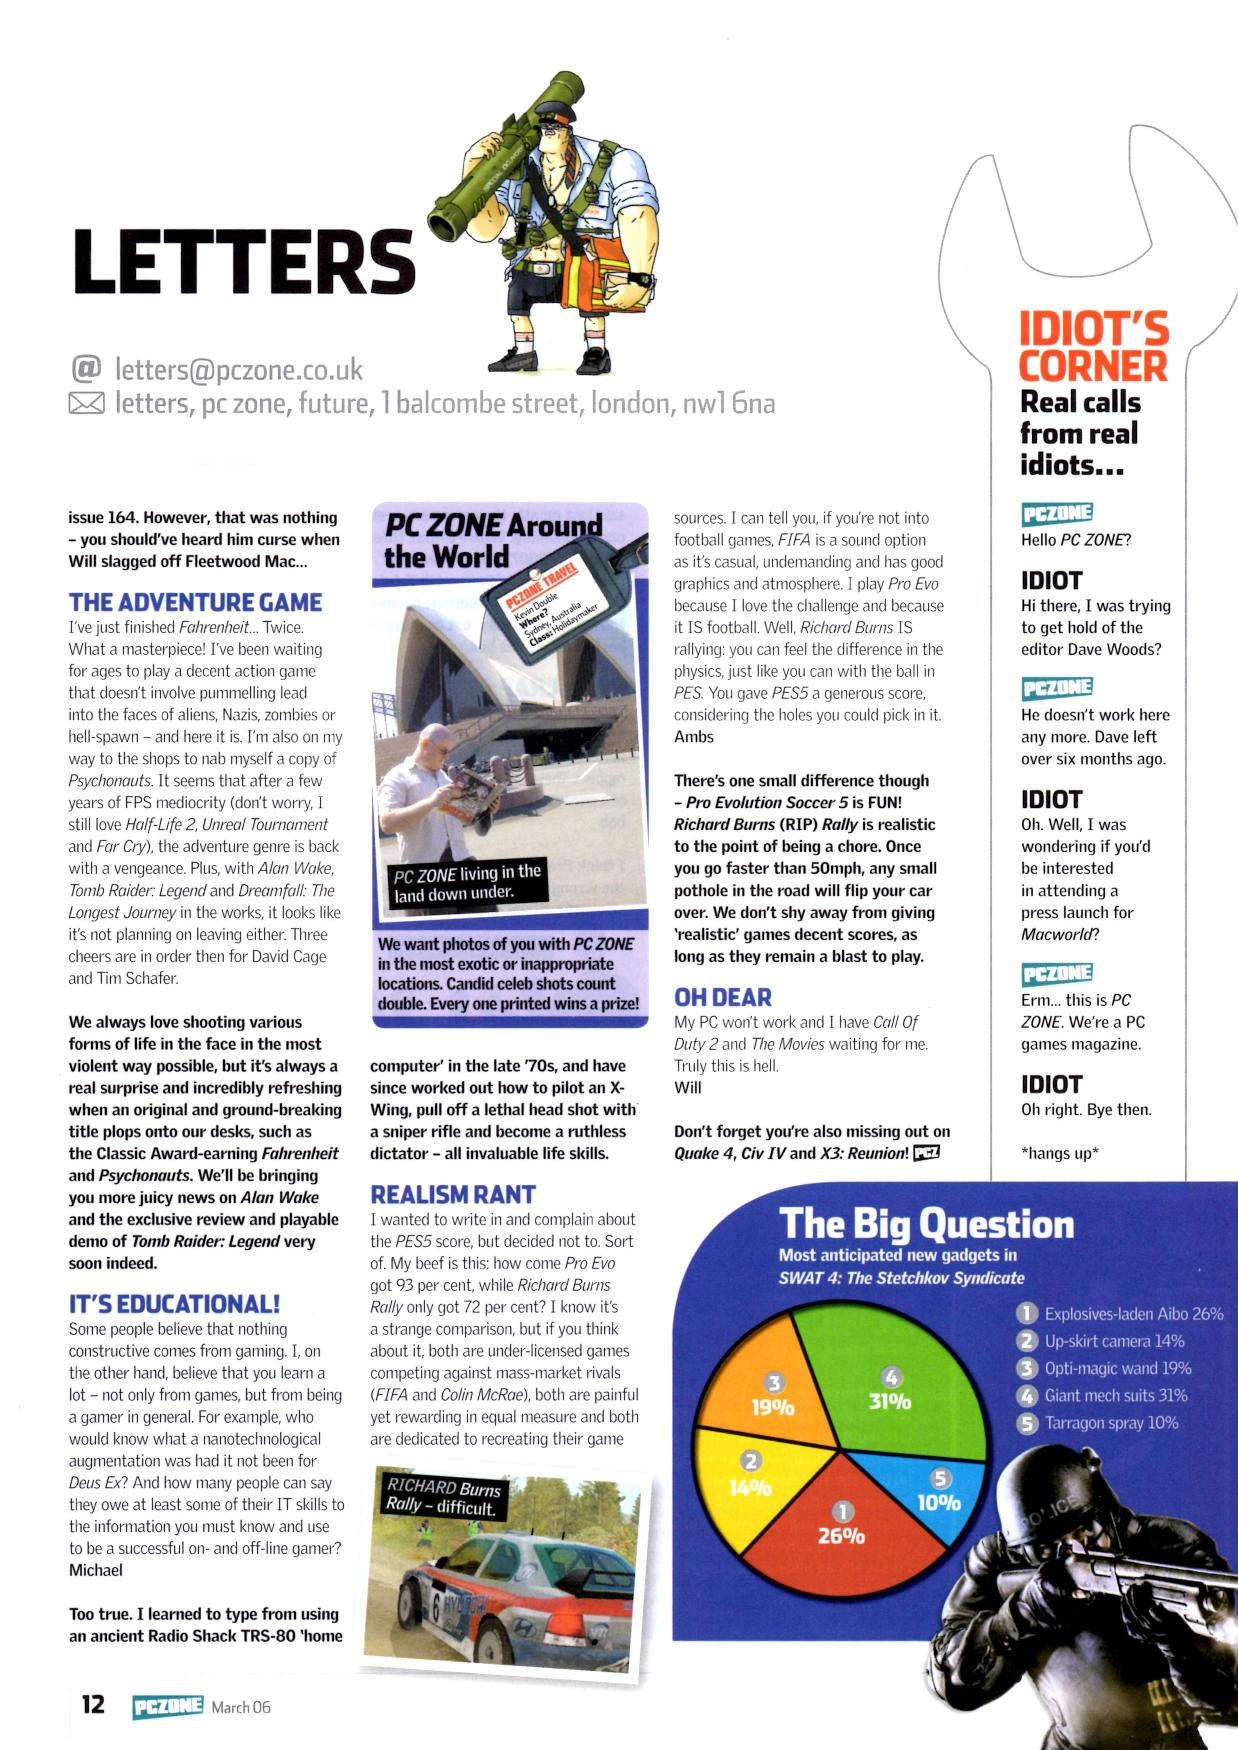 LETTERS
@ letters@pczone.co.uk
letters, pc zone, future, 1 balcombe street, london, nw1 6na
issue 164. However, that was nothing
– you should've heard him curse when
Will slagged off Fleetwood Mac...
THE ADVENTURE GAME
I've just finished Fahrenheit... Twice.
What a masterpiece! I've been waiting
for ages to play a decent action game
that doesn't involve pummelling lead
into the faces of aliens, Nazis, zombies or
hell-spawn – and here it is. I'm also on my
way to the shops to nab myself a copy of
Psychonauts. It seems that after a few
years of FPS mediocrity (don't worry, I
still love Half-Life 2, Unreal Tournament
and Far Cry), the adventure genre is back
with a vengeance. Plus, with Alan Wake,
Tomb Raider: Legend and Dreamfall: The
Longest Journey in the works, it looks like
it's not planning on leaving either. Three
cheers are in order then for David Cage
and Tim Schafer.
We always love shooting various
forms of life in the face in the most
violent way possible, but it's always a
real surprise and incredibly refreshing
when an original and ground-breaking
title plops onto our desks, such as
the Classic Award-earning Fahrenheit
and Psychonauts. We'll be bringing
you more juicy news on Alan Wake
and the exclusive review and playable
demo of Tomb Raider: Legend very
soon indeed.
IT'S EDUCATIONAL!
Some people believe that nothing
constructive comes from gaming. I, on
the other hand, believe that you learn a
lot – not only from games, but from being
a gamer in general. For example, who
would know what a nanotechnological
augmentation was had it not been for
Deus Ex? And how many people can say
they owe at least some of their IT skills to
the information you must know and use
to be a successful on- and off-line gamer?
Michael
Too true. I learned to type from using
an ancient Radio Shack TRS-80 'home
PC ZONE Around
the World
PCZONE TRAVEL
Kevin Double
Where?
Sydney, Australia
Class: Holidaymaker
PC ZONE living in the
land down under.
We want photos of you with PC ZONE
in the most exotic or inappropriate
locations. Candid celeb shots count
double. Every one printed wins a prize!
computer' in the late '70s, and have
since worked out how to pilot an X-
Wing, pull off a lethal head shot with
a sniper rifle and become a ruthless
dictator – all invaluable life skills.
REALISM RANT
I wanted to write in and complain about
the PES5 score, but decided not to. Sort
of. My beef is this: how come Pro Evo
got 93 per cent, while Richard Burns
Rally only got 72 per cent? I know it's
a strange comparison, but if you think
about it, both are under-licensed games
competing against mass-market rivals
(FIFA and Colin McRae), both are painful
yet rewarding in equal measure and both
are dedicated to recreating their game
RICHARD Burns
Rally – difficult.
6
sources. I can tell you, if you're not into
football games, FIFA is a sound option
as it's casual, undemanding and has good
graphics and atmosphere. I play Pro Evo
because I love the challenge and because
it IS football. Well, Richard Burns IS
rallying: you can feel the difference in the
physics, just like you can with the ball in
PES. You gave PES5 a generous score,
considering the holes you could pick in it.
Ambs
There's one small difference though
– Pro Evolution Soccer 5 is FUN!
Richard Burns (RIP) Rally is realistic
to the point of being a chore. Once
you go faster than 50mph, any small
pothole in the road will flip your car
over. We don't shy away from giving
'realistic' games decent scores, as
long as they remain a blast to play.
OH DEAR
My PC won't work and I have Call Of
Duty 2 and The Movies waiting for me.
Truly this is hell.
Will
Don't forget you're also missing out on
Quake 4, Civ IV and X3: Reunion! PCZ
IDIOT'S
CORNER
Real calls
from real
idiots...
PCZONE
Hello PC ZONE?
IDIOT
Hi there, I was trying
to get hold of the
editor Dave Woods?
PCZONE
He doesn't work here
any more. Dave left
over six months ago.
IDIOT
Oh. Well, I was
wondering if you'd
be interested
in attending a
press launch for
Macworld?
PCZONE
Erm... this is PC
ZONE. We're a PC
games magazine.
IDIOT
Oh right. Bye then.
*hangs up*
The Big Question
Most anticipated new gadgets in
SWAT 4: The Stetchkov Syndicate
1 Explosives-laden Aibo 26%
2 Up-skirt camera 14%
3 Opti-magic wand 19%
4 Giant mech suits 31%
5 Tarragon spray 10%
3
19%
4
31%
2
14%
5
10%
1
26%
POLICE
12 PCZONE March 06